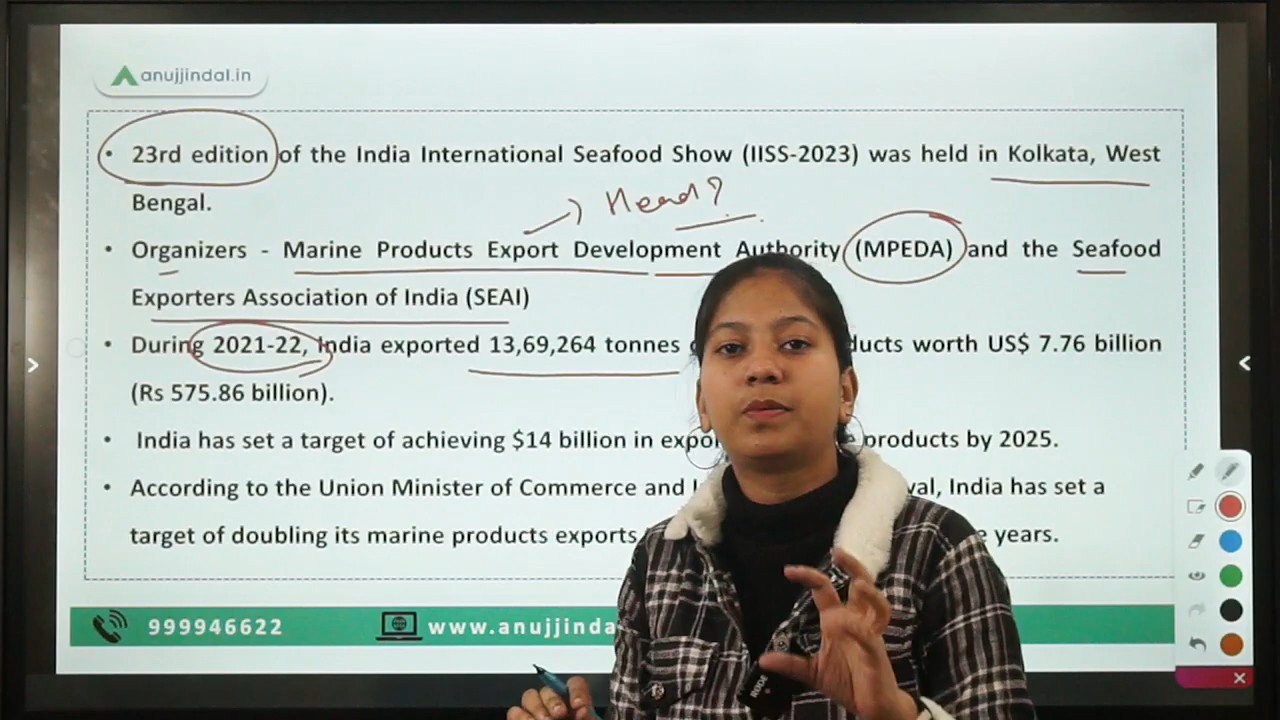 anujjindal.in
• 23rd edition of the India International Seafood Show (IISS-2023) was held in Kolkata, West
Bengal.
Head?
• Organizers - Marine Products Export Development Authority (MPEDA) and the Seafood
Exporters Association of India (SEAI)
• During 2021-22, India exported 13,69,264 tonnes worth US$ 7.76 billion
(Rs 575.86 billion).
• India has set a target of achieving $14 billion in products by 2025.
• According to the Union Minister of Commerce and India has set a
target of doubling its marine products exports years.
999946622 www.anujjinda
RODE